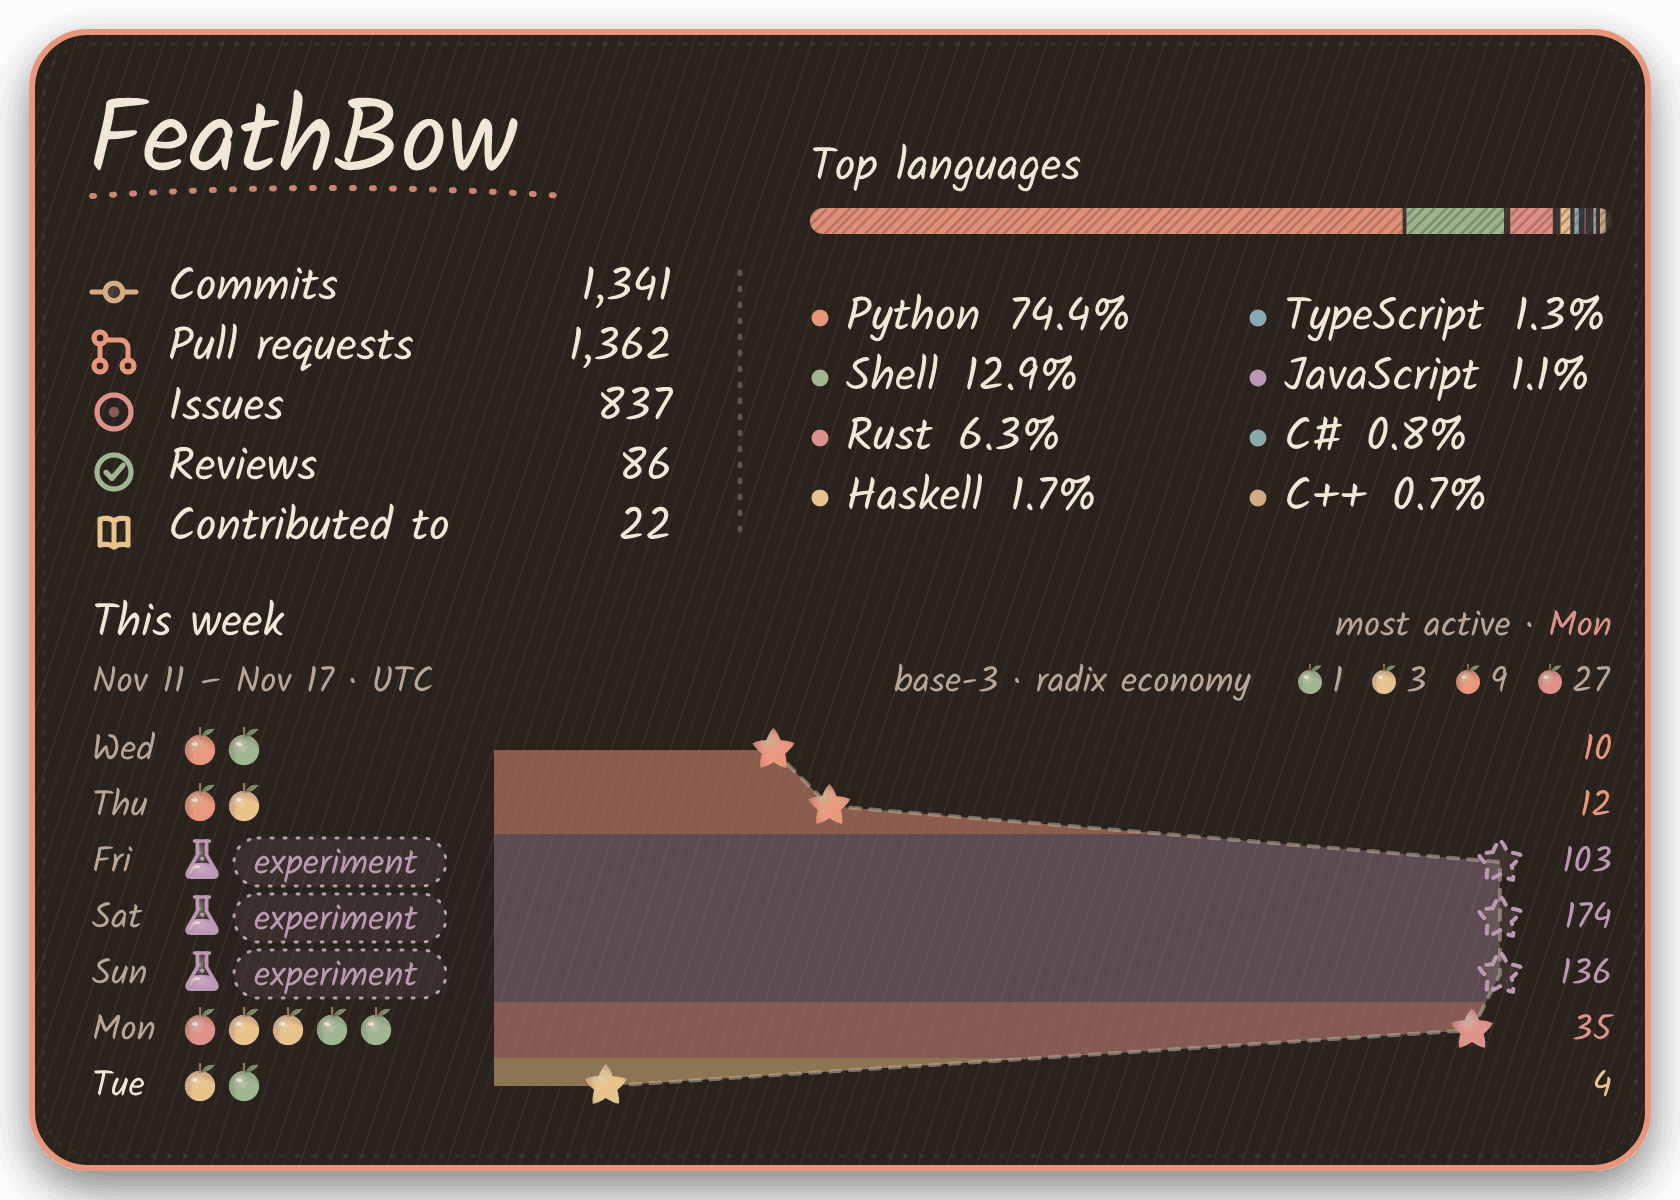 FeathBow
Commits 1,341
Pull requests 1,362
Issues 837
Reviews 86
Contributed to 22
Top languages
Python 74.4%
Shell 12.9%
Rust 6.3%
Haskell 1.7%
TypeScript 1.3%
JavaScript 1.1%
C# 0.8%
C++ 0.7%
This week
most active · Mon
Nov 11 – Nov 17 · UTC
base-3 · radix economy 1 3 9 27
Wed 10
Thu 12
Fri experiment 103
Sat experiment 174
Sun experiment 136
Mon 35
Tue 4